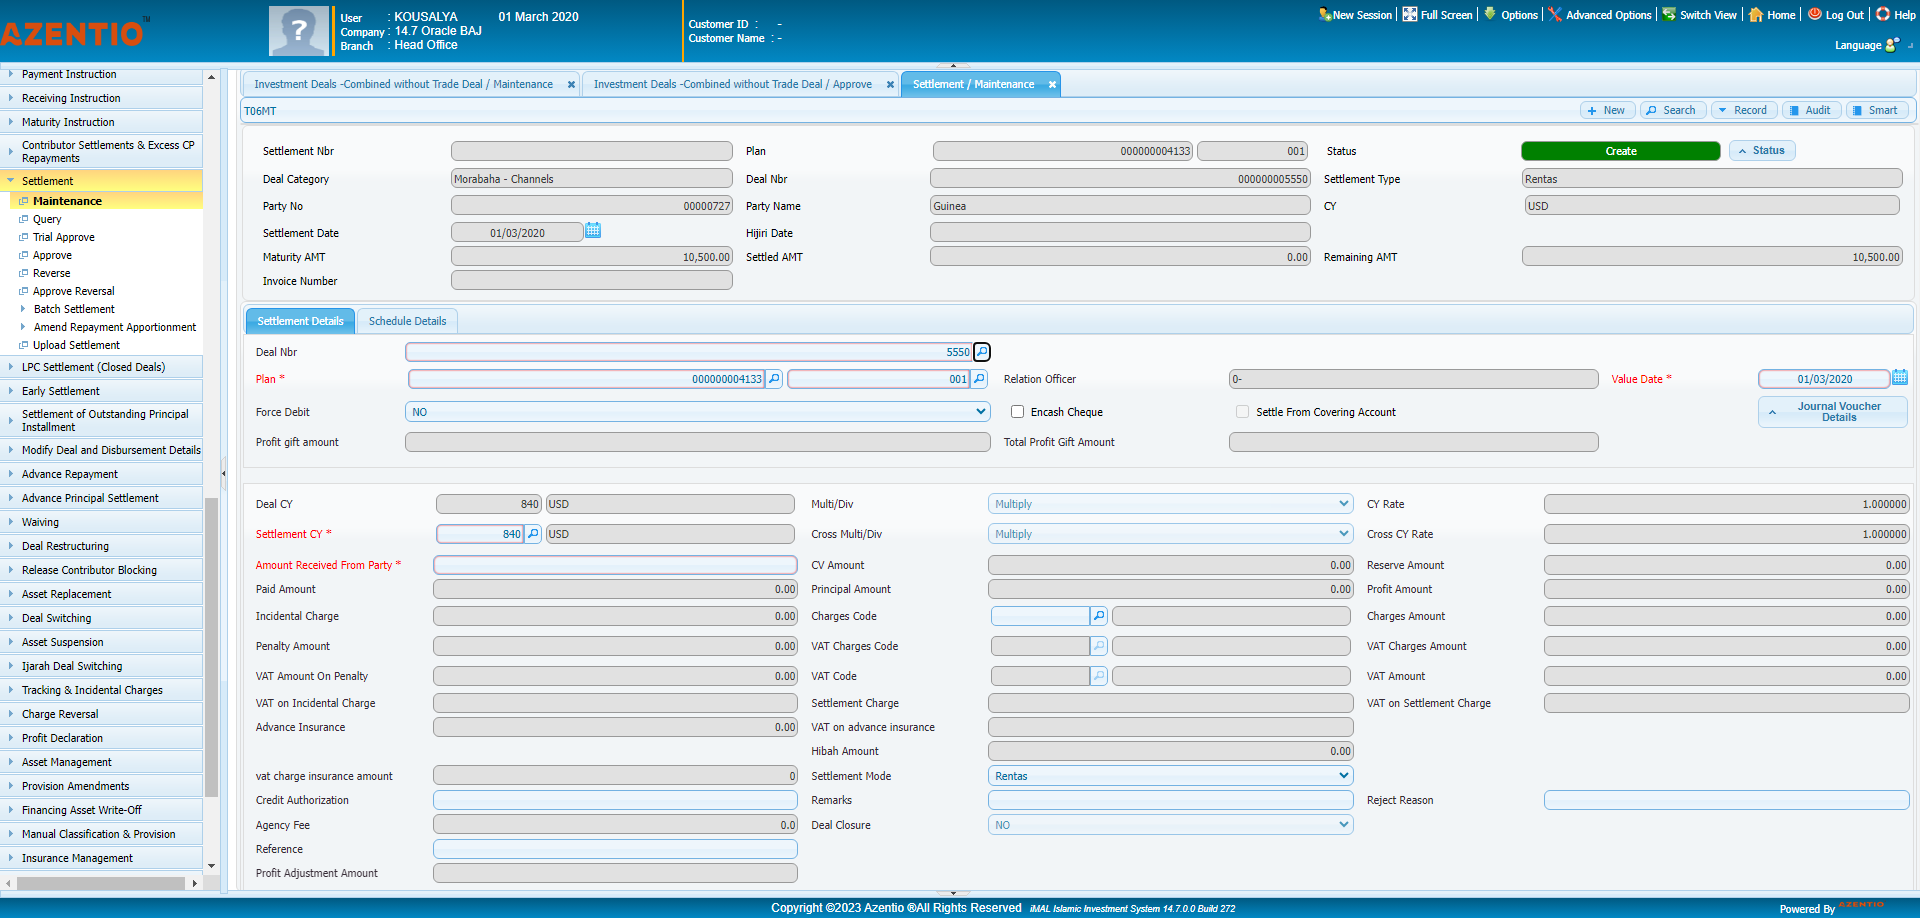 AZENTIO™
User : KOUSALYA 01 March 2020
Company : 14.7 Oracle BAJ
Branch : Head Office
Customer ID : -
Customer Name : -
New Session Full Screen Options Advanced Options Switch View Home Log Out Help
Language
Payment Instruction
Receiving Instruction
Maturity Instruction
Contributor Settlements & Excess CP
Repayments
Settlement
Maintenance
Query
Trial Approve
Approve
Reverse
Approve Reversal
Batch Settlement
Amend Repayment Apportionment
Upload Settlement
LPC Settlement (Closed Deals)
Early Settlement
Settlement of Outstanding Principal
Installment
Modify Deal and Disbursement Details
Advance Repayment
Advance Principal Settlement
Waiving
Deal Restructuring
Release Contributor Blocking
Asset Replacement
Deal Switching
Asset Suspension
Ijarah Deal Switching
Tracking & Incidental Charges
Charge Reversal
Profit Declaration
Asset Management
Provision Amendments
Financing Asset Write-Off
Manual Classification & Provision
Insurance Management
Investment Deals -Combined without Trade Deal / Maintenance
Investment Deals -Combined without Trade Deal / Approve
Settlement / Maintenance
T06MT
New Search Record Audit Smart
Settlement Nbr Plan 000000004133 001 Status Create Status
Deal Category Morabaha - Channels Deal Nbr 000000005550 Settlement Type Rentas
Party No 00000727 Party Name Guinea CY USD
Settlement Date 01/03/2020 Hijiri Date
Maturity AMT 10,500.00 Settled AMT 0.00 Remaining AMT 10,500.00
Invoice Number
Settlement Details Schedule Details
Deal Nbr 5550
Plan * 000000004133 001 Relation Officer 0- Value Date * 01/03/2020
Force Debit NO Encash Cheque Settle From Covering Account Journal Voucher
Details
Profit gift amount Total Profit Gift Amount
Deal CY 840 USD Multi/Div Multiply CY Rate 1.000000
Settlement CY * 840 USD Cross Multi/Div Multiply Cross CY Rate 1.000000
Amount Received From Party * CV Amount 0.00 Reserve Amount 0.00
Paid Amount 0.00 Principal Amount 0.00 Profit Amount 0.00
Incidental Charge 0.00 Charges Code Charges Amount 0.00
Penalty Amount 0.00 VAT Charges Code VAT Charges Amount 0.00
VAT Amount On Penalty 0.00 VAT Code VAT Amount 0.00
VAT on Incidental Charge Settlement Charge VAT on Settlement Charge
Advance Insurance 0.00 VAT on advance insurance
Hibah Amount 0.00
vat charge insurance amount 0 Settlement Mode Rentas
Credit Authorization Remarks Reject Reason
Agency Fee 0.0 Deal Closure NO
Reference
Profit Adjustment Amount
Copyright ©2023 Azentio ®All Rights Reserved iMAL Islamic Investment System 14.7.0.0 Build 272
Powered By AZENTIO